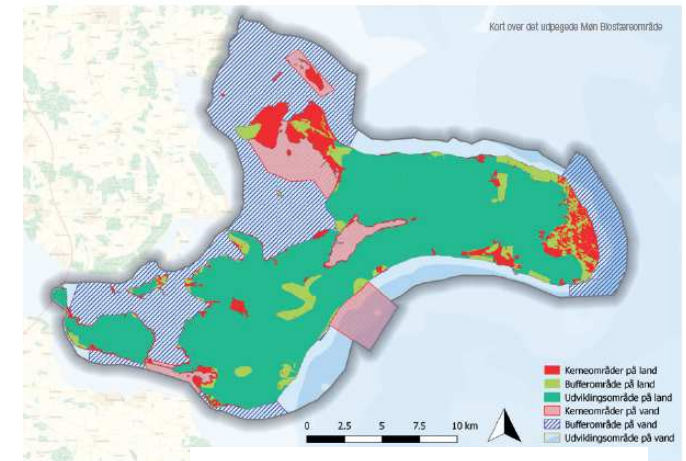 Kort over det udpegede Møn Biosfæreområde
Kerneområder på land
Bufferområde på land
Udviklingsområde på land
Kerneområder på vand
Bufferområde på vand
Udviklingsområde på vand
0 2.5 5 7.5 10 km